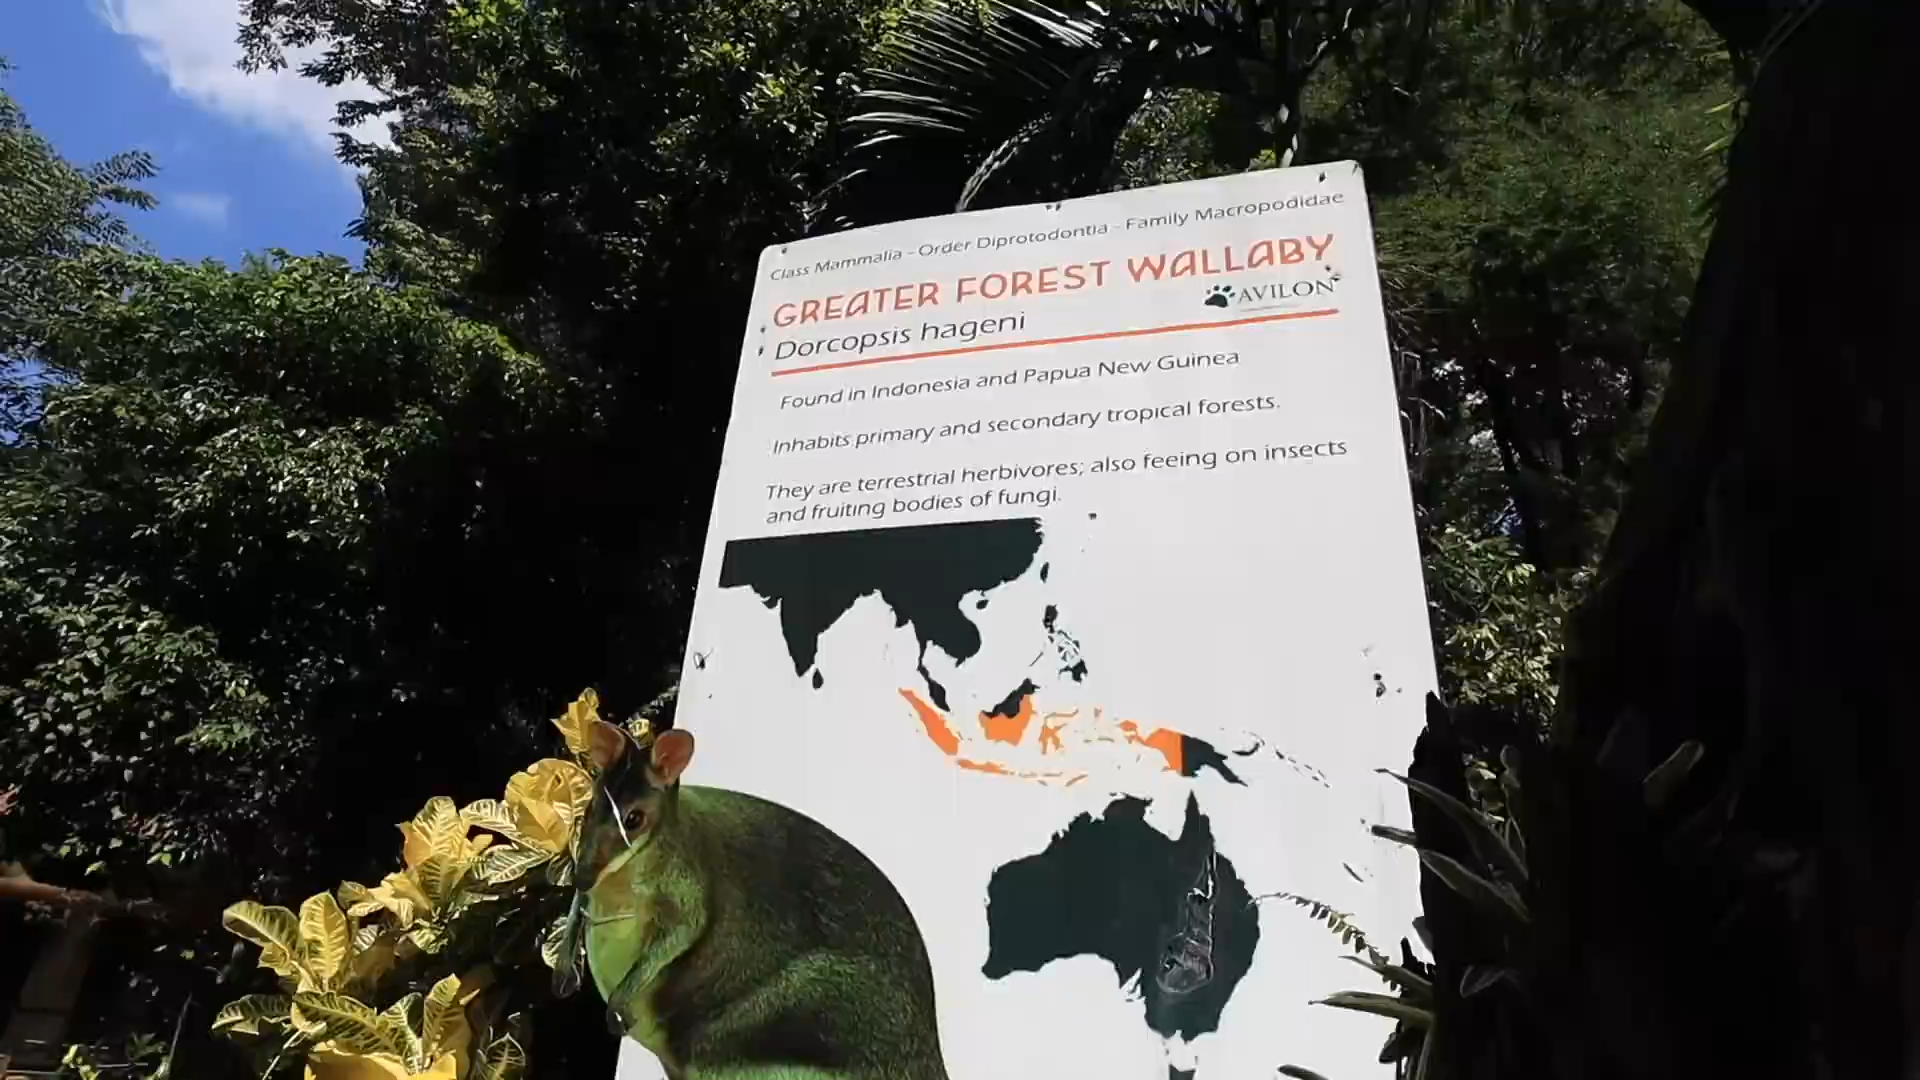 Class Mammalia - Order Diprotodontia - Family Macropodidae
GREATER FOREST WALLABY
AVILON
Dorcopsis hageni
Found in Indonesia and Papua New Guinea
Inhabits primary and secondary tropical forests.
They are terrestrial herbivores; also feeing on insects
and fruiting bodies of fungi.